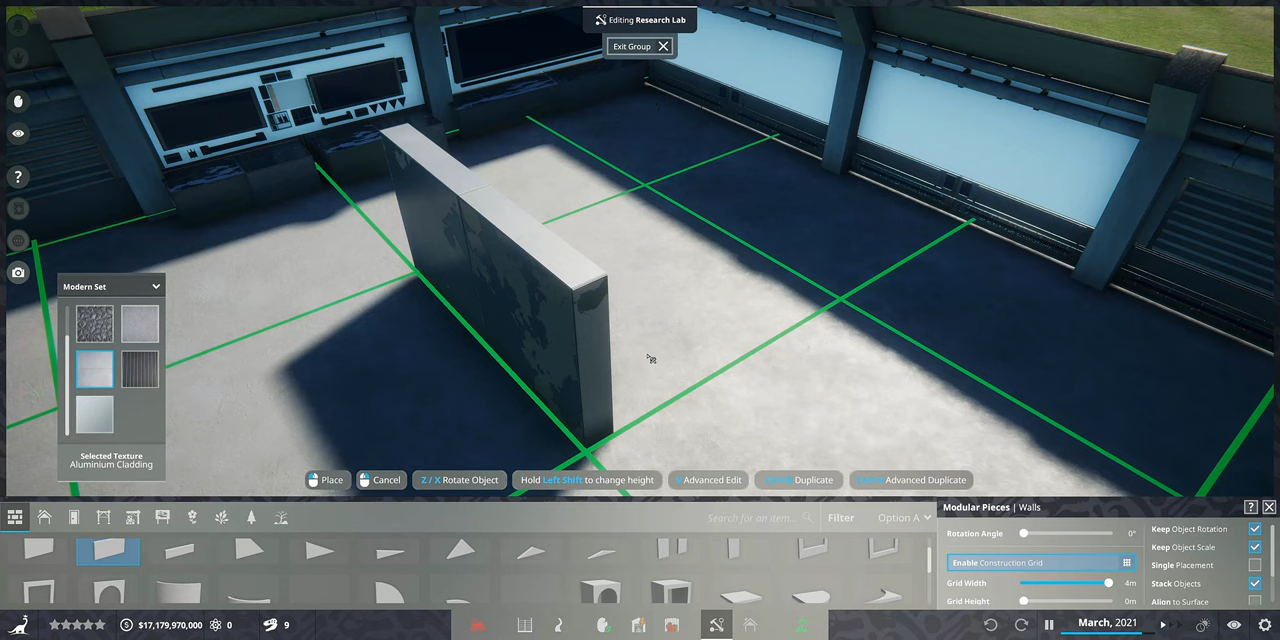 Editing Research Lab
Exit Group
Modern Set
Selected Texture
Aluminium Cladding
Place
Cancel
Z / X Rotate Object
Hold Left Shift to change height
Advanced Edit
Duplicate
Advanced Duplicate
Search for an item...
Filter
Option A
Modular Pieces | Walls
?
Rotation Angle
0°
Enable Construction Grid
Grid Width
4m
Grid Height
0m
Keep Object Rotation
Keep Object Scale
Single Placement
Stack Objects
Align to Surface
$17,179,970,000
0
9
March, 2021